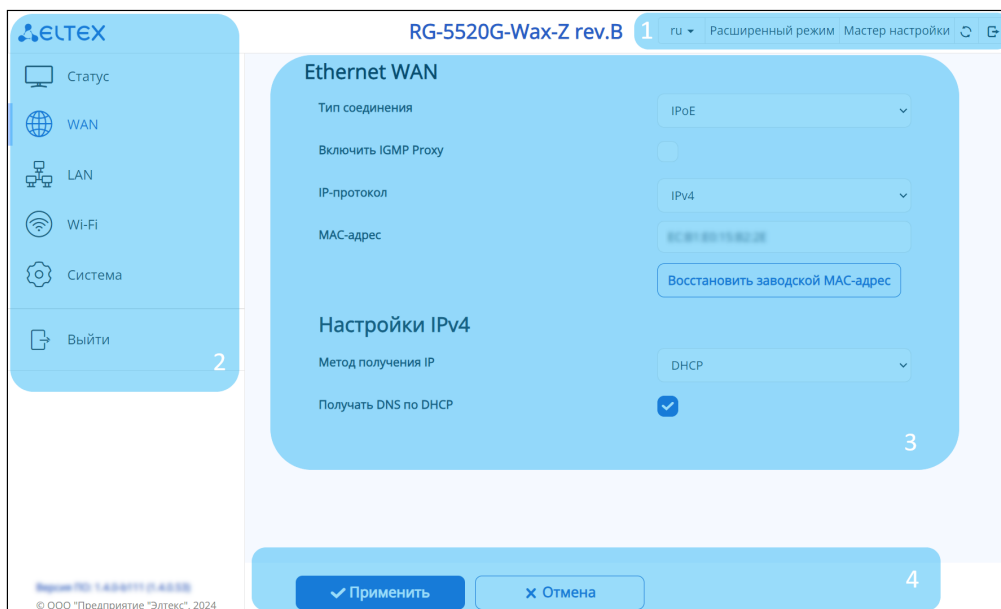 ELTEX
RG-5520G-Wax-Z rev.B
1
ru
Расширенный режим
Мастер настройки
Статус
WAN
LAN
Wi-Fi
Система
Выйти
2
Ethernet WAN
Тип соединения
IPoE
Включить IGMP Proxy
IP-протокол
IPv4
MAC-адрес
Восстановить заводской MAC-адрес
Настройки IPv4
Метод получения IP
DHCP
Получать DNS по DHCP
3
4
Применить
Отмена
© ООО "Предприятие "Элтекс", 2024